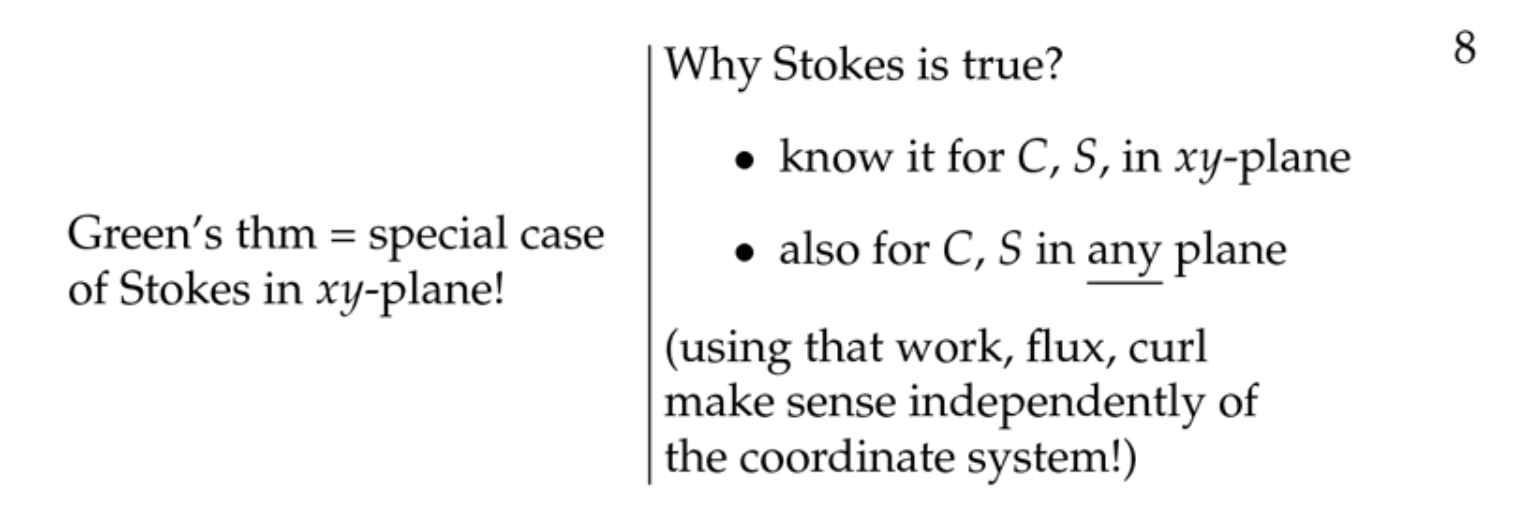 8
Green's thm = special case
of Stokes in xy-plane!
Why Stokes is true?
• know it for C, S, in xy-plane
• also for C, S in any plane
(using that work, flux, curl
make sense independently of
the coordinate system!)